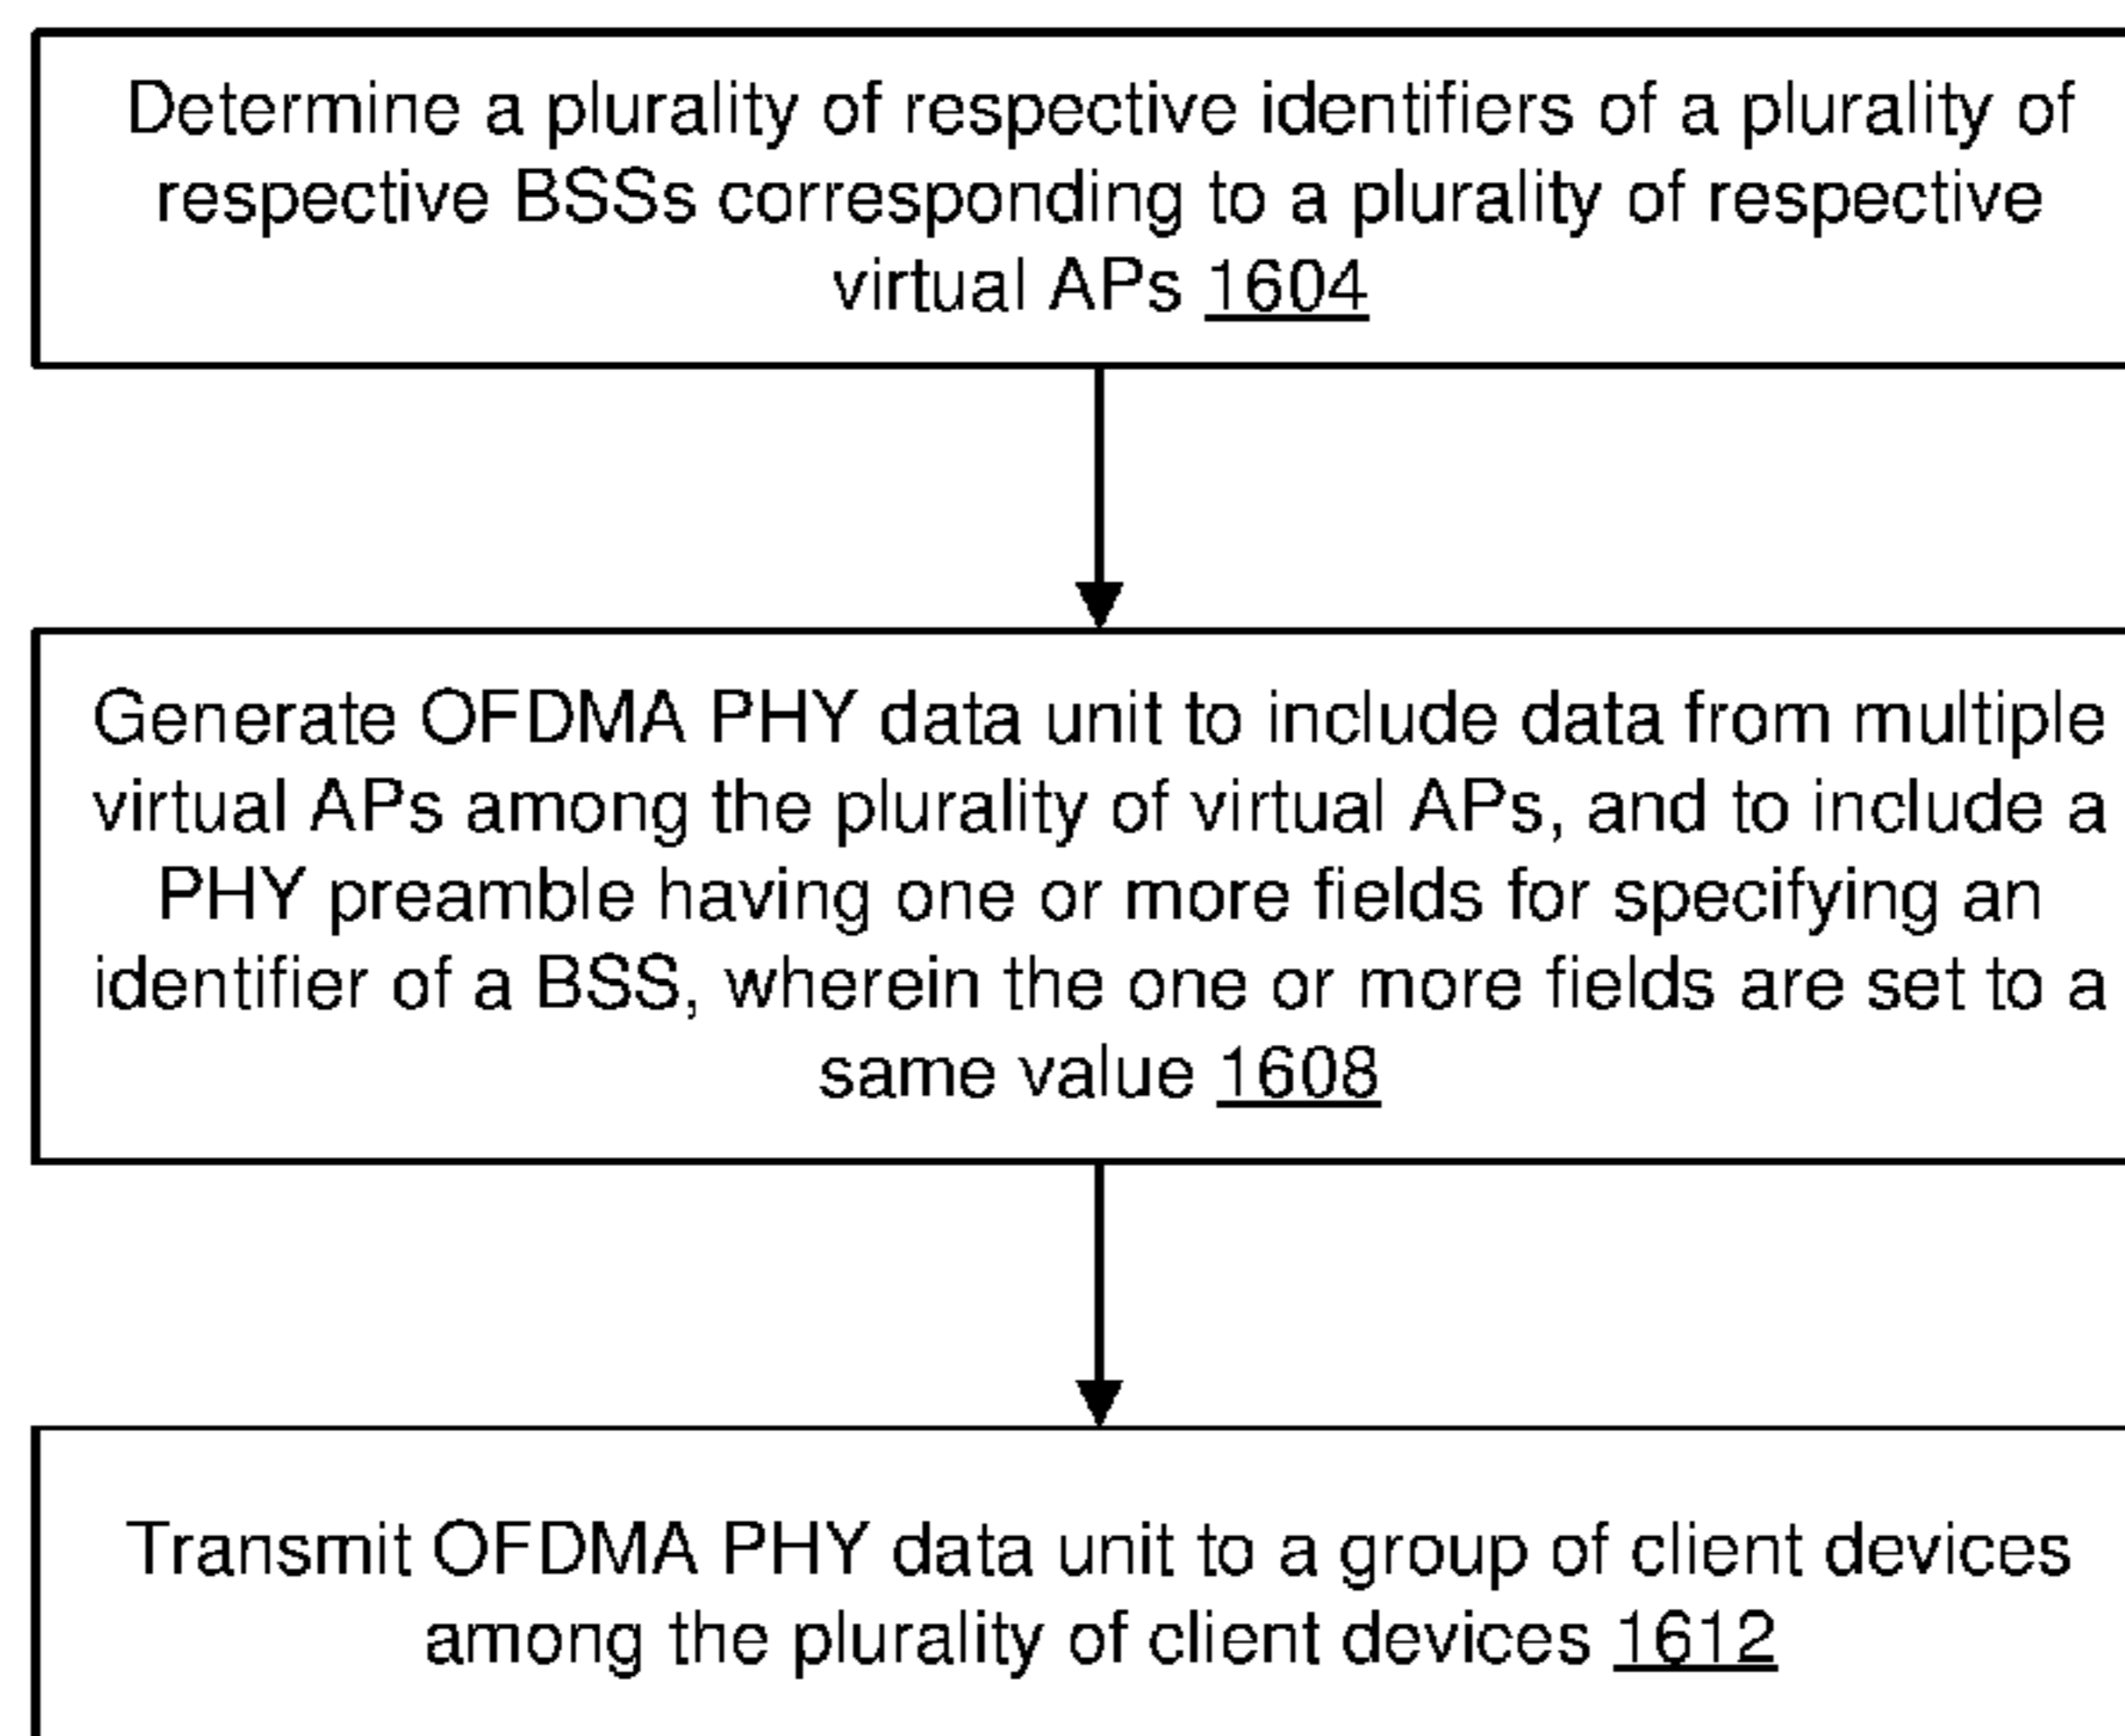 Determine a plurality of respective identifiers of a plurality of
respective BSSs corresponding to a plurality of respective
virtual APs 1604
Generate OFDMA PHY data unit to include data from multiple
virtual APs among the plurality of virtual APs, and to include a
PHY preamble having one or more fields for specifying an
identifier of a BSS, wherein the one or more fields are set to a
same value 1608
Transmit OFDMA PHY data unit to a group of client devices
among the plurality of client devices 1612